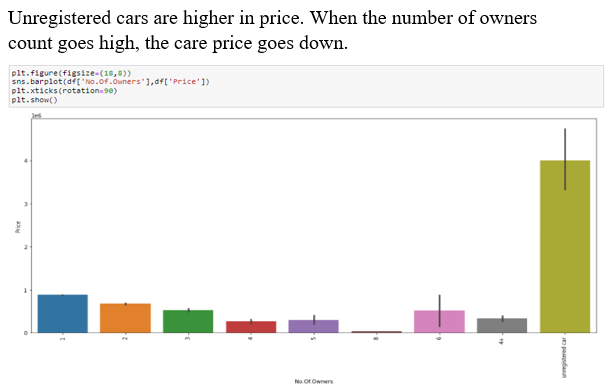 Unregistered cars are higher in price. When the number of owners
count goes high, the care price goes down.
plt.figure(figsize=(18,8))
sns.barplot(df['No.Of.Owners'],df['Price'])
plt.xticks(rotation=90)
plt.show()
1e6
4
3
2
1
0
Price
1
2
3
4
5
8
6
4+
unregistered car
No.Of.Owners